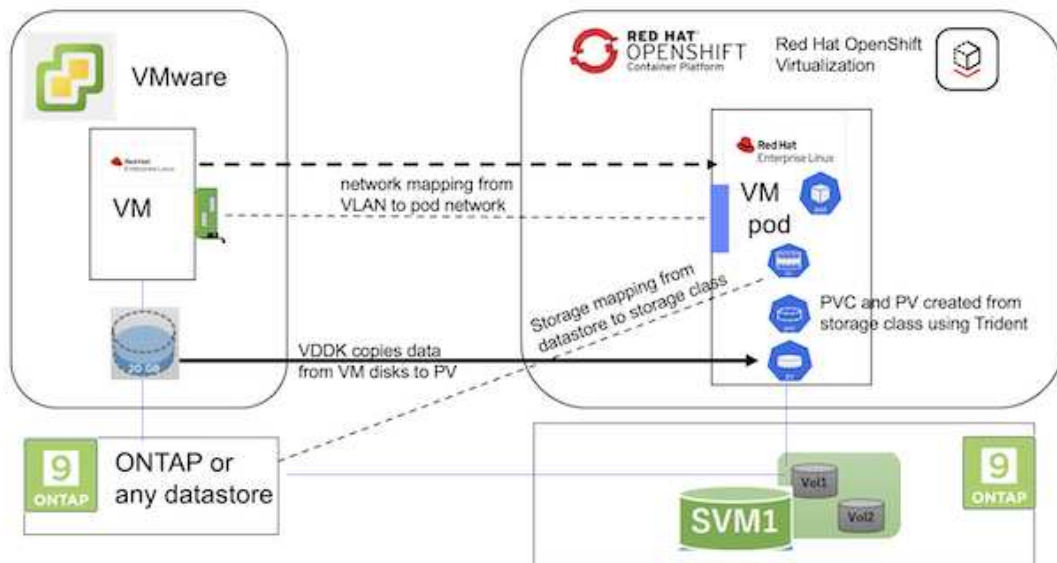 VMware
RED HAT
OPENSHIFT
Container Platform
Red Hat OpenShift
Virtualization
Red Hat
Enterprise Linux
VM
network mapping from
VLAN to pod network
Red Hat
Enterprise Linux
VM
pod
Storage mapping from
datastore to storage class
PVC and PV created from
storage class using Trident
20 GB
VDDK copies data
from VM disks to PV
9
ONTAP
ONTAP or
any datastore
SVM1
Vol1
Vol2
9
ONTAP